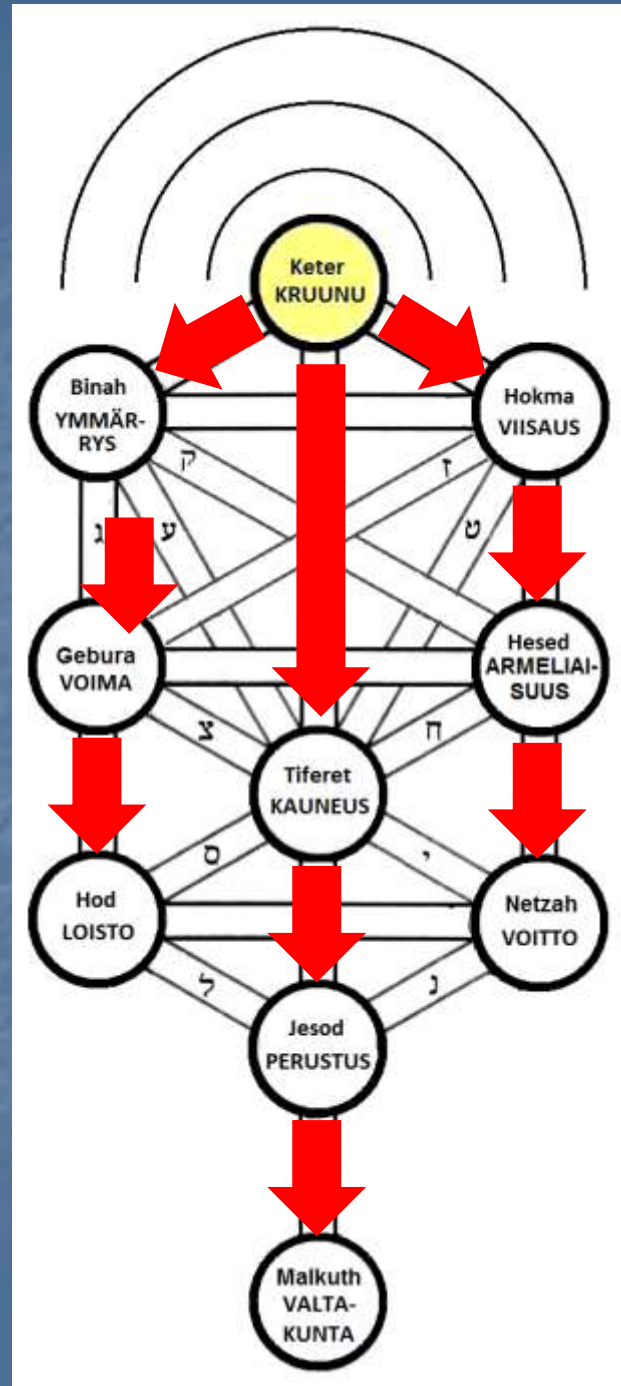 Keter
KRUUNU
Binah
YMMÄR-
RYS
Hokma
VIISAUS
ק
ז
ג
ע
ט
Gebura
VOIMA
Hesed
ARMELIAI-
SUUS
צ
ח
Tiferet
KAUNEUS
ס
י
Hod
LOISTO
Netzah
VOITTO
ל
נ
Jesod
PERUSTUS
Malkuth
VALTA-
KUNTA